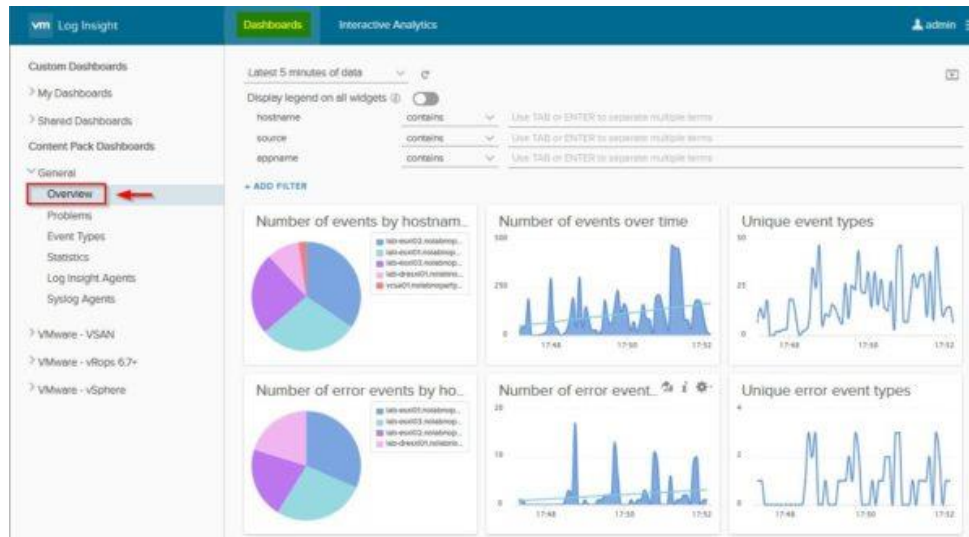 vm Log Insight
Dashboards
Interactive Analytics
admin
Custom Dashboards
My Dashboards
Shared Dashboards
Content Pack Dashboards
General
Overview
Problems
Event Types
Statistics
Log Insight Agents
Syslog Agents
VMware - VSAN
VMware - vRops 6.7+
VMware - vSphere
Latest 5 minutes of data
Display legend on all widgets
hostname contains Use TAB or ENTER to separate multiple terms
source contains Use TAB or ENTER to separate multiple terms
appname contains Use TAB or ENTER to separate multiple terms
+ ADD FILTER
Number of events by hostnam...
Number of events over time
500
250
0
17:48 17:50 17:52
Unique event types
50
25
0
17:48 17:50 17:52
Number of error events by ho...
Number of error event...
20
10
0
17:48 17:50 17:52
Unique error event types
4
2
0
17:48 17:50 17:52